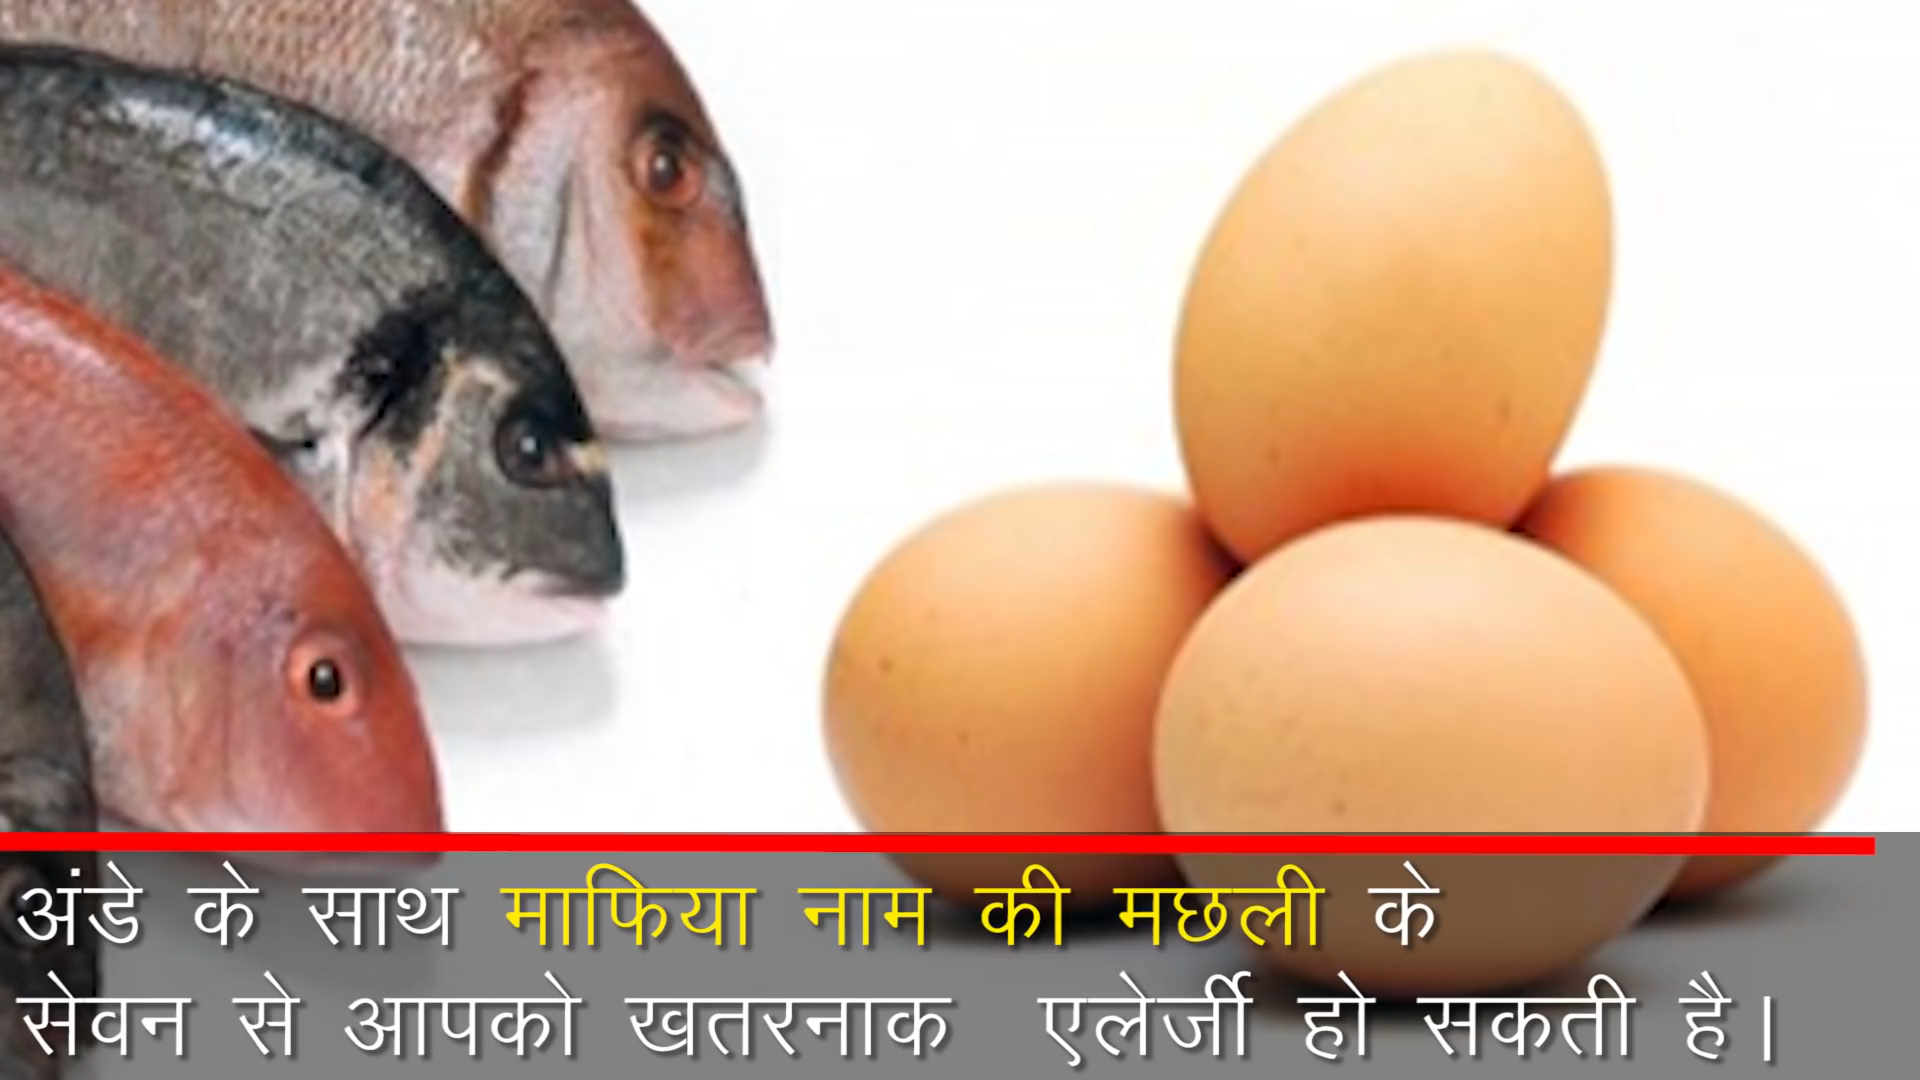 अंडे के साथ माफिया नाम की मछली के
सेवन से आपको खतरनाक एलेर्जी हो सकती है।